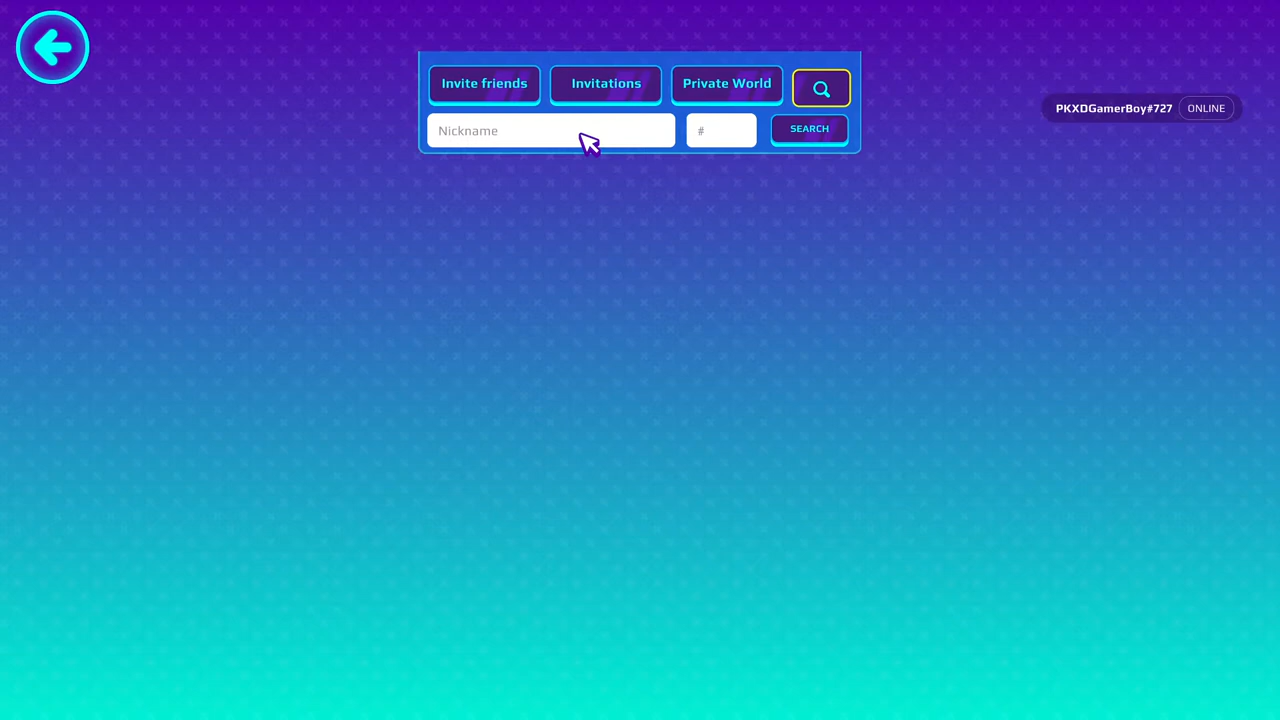 Invite friends
Invitations
Private World
PKXDGamerBoy#727 ONLINE
Nickname
#
SEARCH